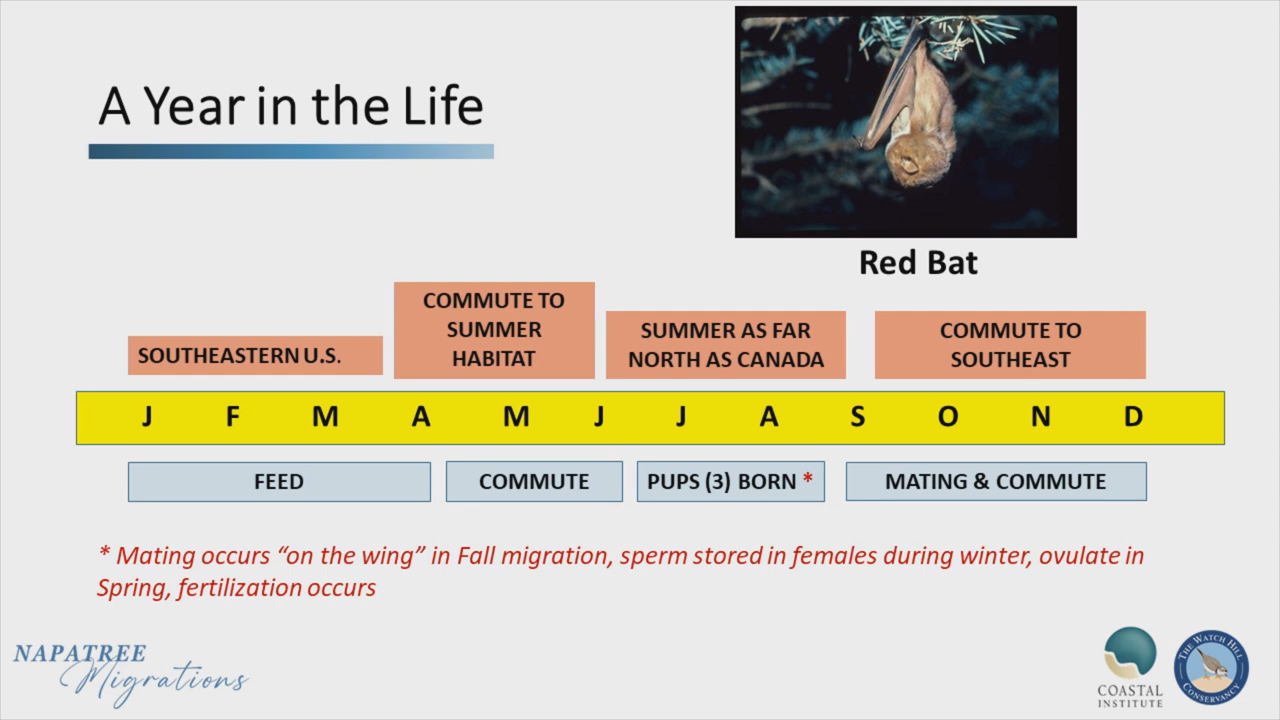 A Year in the Life
Red Bat
SOUTHEASTERN U.S.
COMMUTE TO
SUMMER
HABITAT
SUMMER AS FAR
NORTH AS CANADA
COMMUTE TO
SOUTHEAST
J F M A M J J A S O N D
FEED
COMMUTE
PUPS (3) BORN *
MATING & COMMUTE
* Mating occurs “on the wing” in Fall migration, sperm stored in females during winter, ovulate in
Spring, fertilization occurs
NAPATREE
Migrations
COASTAL
INSTITUTE
THE WATCH HILL
CONSERVANCY